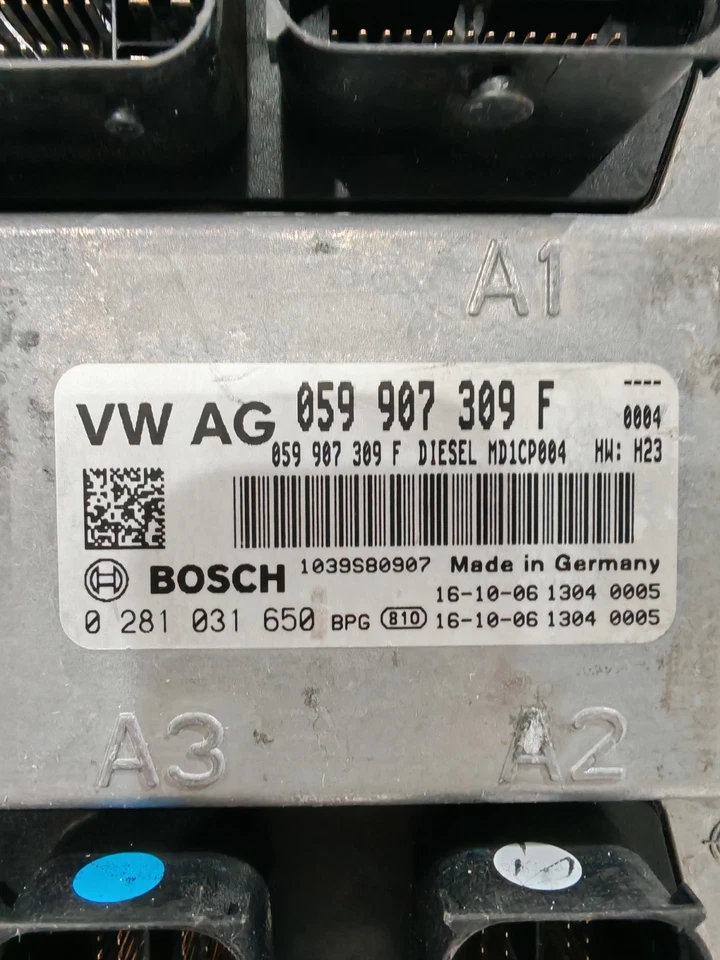 A1
VW AG 059 907 309 F ----
0004
059 907 309 F DIESEL MD1CP004 HW: H23
1039S80907 Made in Germany
BOSCH 16-10-06 1304 0005
0 281 031 650 BPG 810 16-10-06 1304 0005
A3 A2